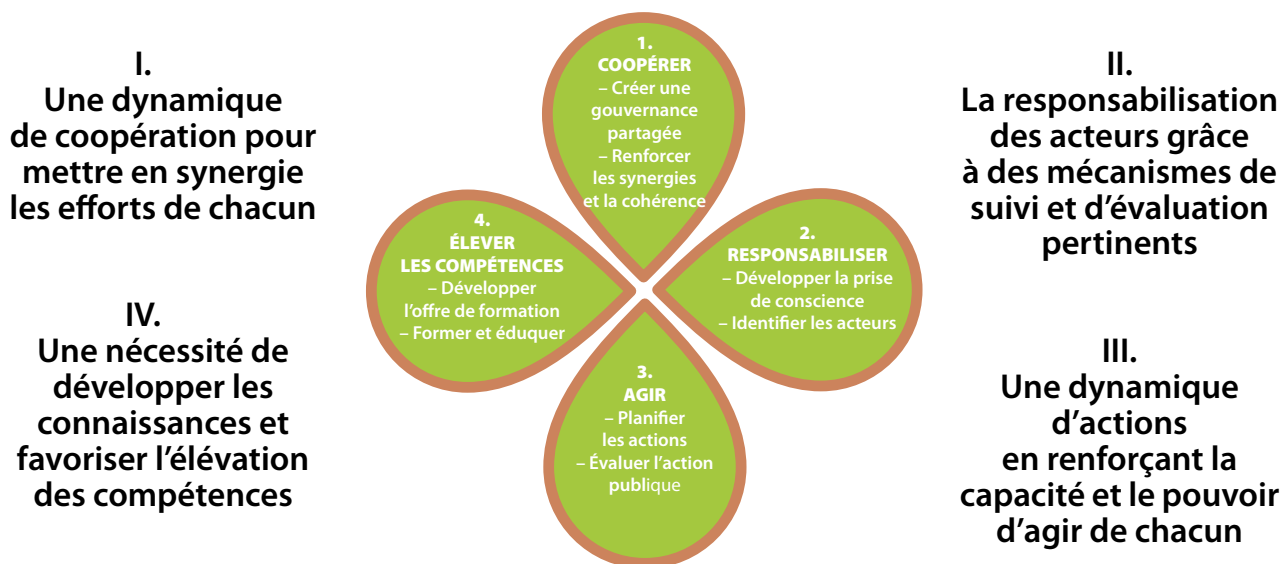 I.
Une dynamique
de coopération pour
mettre en synergie
les efforts de chacun
1.
COOPÉRER
– Créer une
gouvernance
partagée
– Renforcer
les synergies
et la cohérence
II.
La responsabilisation
des acteurs grâce
à des mécanismes de
suivi et d’évaluation
pertinents
2.
RESPONSABILISER
– Développer la prise
de conscience
– Identifier les acteurs
III.
Une dynamique
d’actions
en renforçant la
capacité et le pouvoir
d’agir de chacun
3.
AGIR
– Planifier
les actions
– Évaluer l’action
publique
IV.
Une nécessité de
développer les
connaissances et
favoriser l’élévation
des compétences
4.
ÉLEVER
LES COMPÉTENCES
– Développer
l’offre de formation
– Former et éduquer